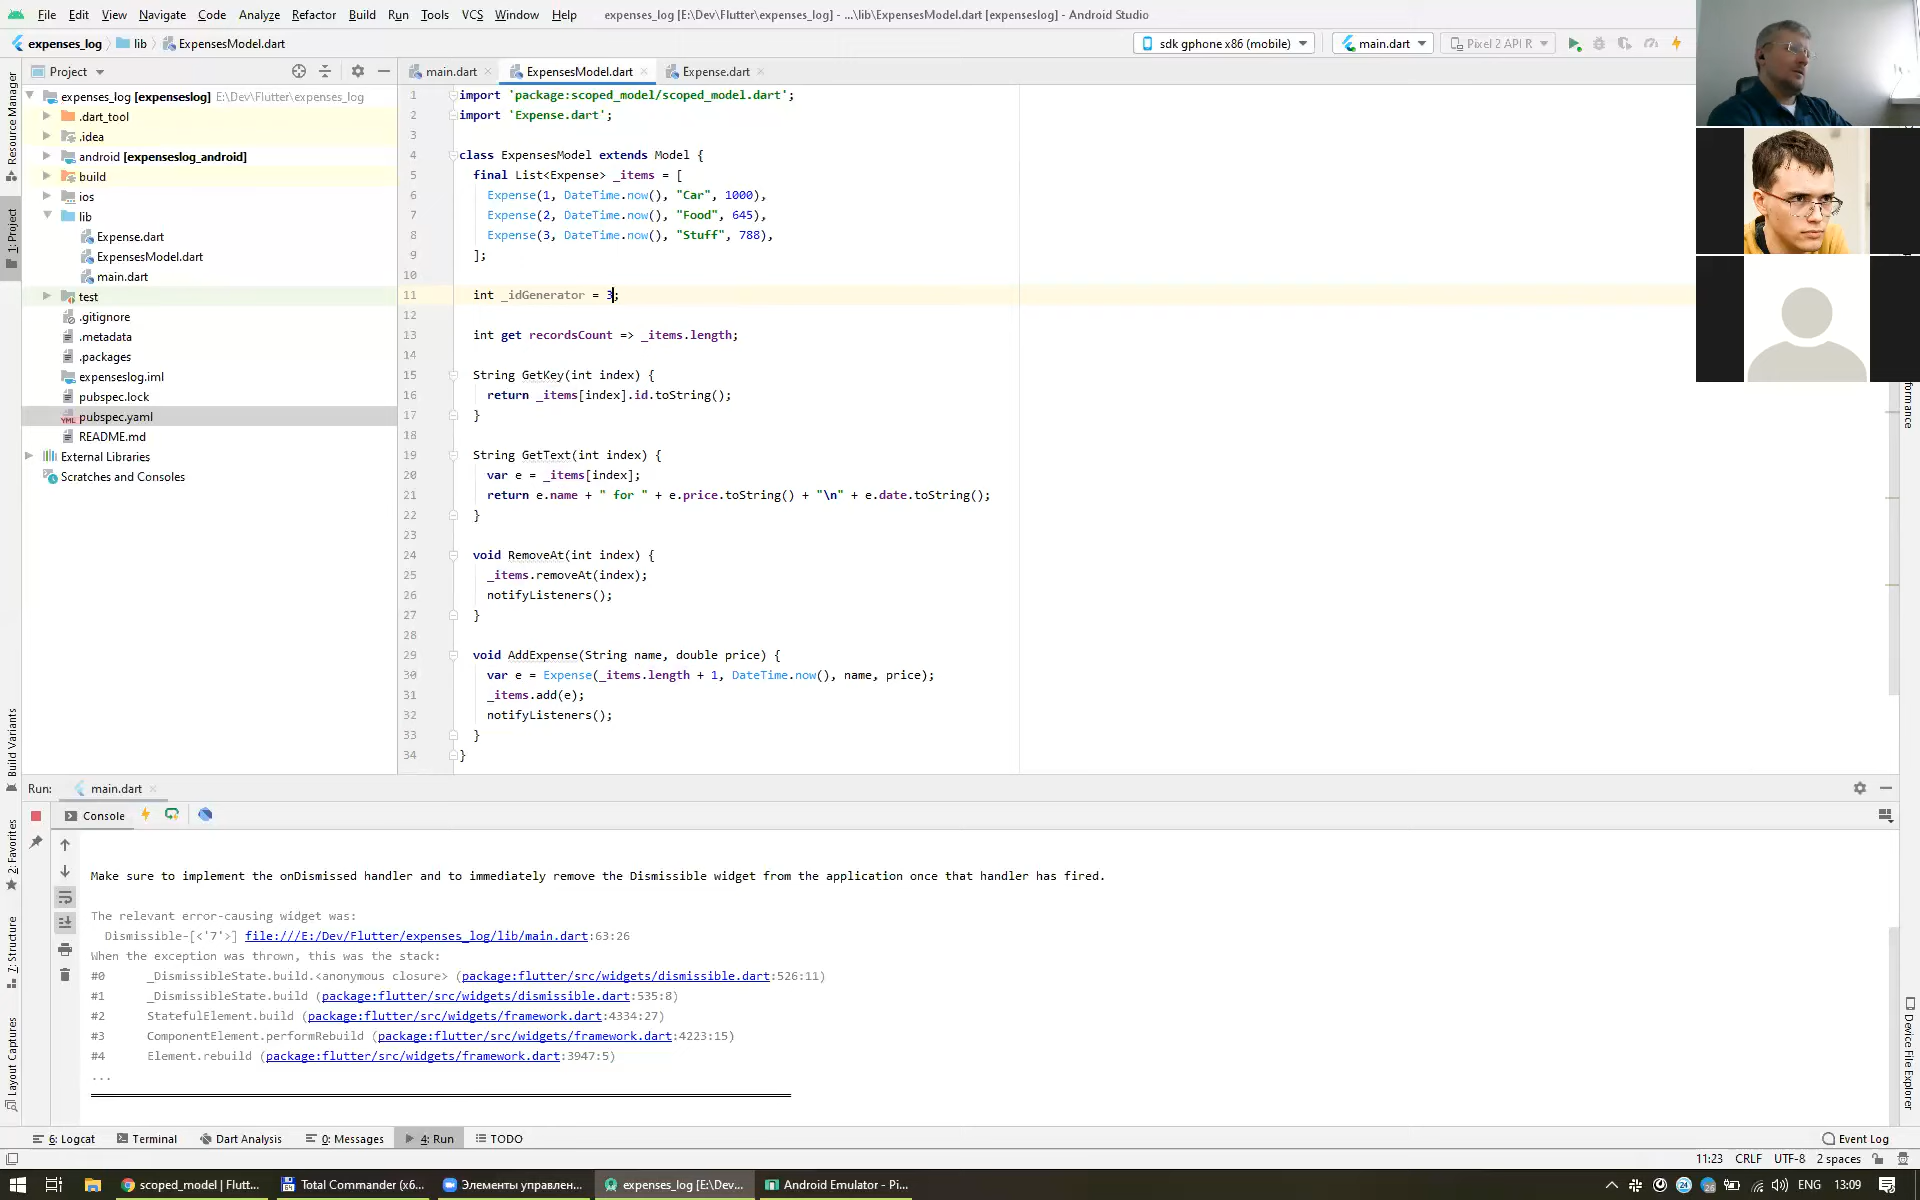 File Edit View Navigate Code Analyze Refactor Build Run Tools VCS Window Help expenses_log [E:\Dev\Flutter\expenses_log] - ...\lib\ExpensesModel.dart [expenseslog] - Android Studio
expenses_log lib ExpensesModel.dart sdk gphone x86 (mobile) main.dart Pixel 2 API R
Project main.dart ExpensesModel.dart Expense.dart
expenses_log [expenseslog] E:\Dev\Flutter\expenses_log
.dart_tool
.idea
android [expenseslog_android]
build
ios
lib
Expense.dart
ExpensesModel.dart
main.dart
test
.gitignore
.metadata
.packages
expenseslog.iml
pubspec.lock
pubspec.yaml
README.md
External Libraries
Scratches and Consoles
Resource Manager
1: Project
Build Variants
2: Favorites
7: Structure
Layout Captures
1 import 'package:scoped_model/scoped_model.dart';
2 import 'Expense.dart';
3
4 class ExpensesModel extends Model {
5 final List<Expense> _items = [
6 Expense(1, DateTime.now(), "Car", 1000),
7 Expense(2, DateTime.now(), "Food", 645),
8 Expense(3, DateTime.now(), "Stuff", 788),
9 ];
10
11 int _idGenerator = 3;
12
13 int get recordsCount => _items.length;
14
15 String GetKey(int index) {
16 return _items[index].id.toString();
17 }
18
19 String GetText(int index) {
20 var e = _items[index];
21 return e.name + " for " + e.price.toString() + "\n" + e.date.toString();
22 }
23
24 void RemoveAt(int index) {
25 _items.removeAt(index);
26 notifyListeners();
27 }
28
29 void AddExpense(String name, double price) {
30 var e = Expense(_items.length + 1, DateTime.now(), name, price);
31 _items.add(e);
32 notifyListeners();
33 }
34 }
Device File Explorer
Run: main.dart
Console
Make sure to implement the onDismissed handler and to immediately remove the Dismissible widget from the application once that handler has fired.
The relevant error-causing widget was:
Dismissible-[<'7'>] file:///E:/Dev/Flutter/expenses_log/lib/main.dart:63:26
When the exception was thrown, this was the stack:
#0 _DismissibleState.build.<anonymous closure> (package:flutter/src/widgets/dismissible.dart:526:11)
#1 _DismissibleState.build (package:flutter/src/widgets/dismissible.dart:535:8)
#2 StatefulElement.build (package:flutter/src/widgets/framework.dart:4334:27)
#3 ComponentElement.performRebuild (package:flutter/src/widgets/framework.dart:4223:15)
#4 Element.rebuild (package:flutter/src/widgets/framework.dart:3947:5)
...
6: Logcat Terminal Dart Analysis 0: Messages 4: Run TODO Event Log
11:23 CRLF UTF-8 2 spaces
scoped_model | Flutt... Total Commander (x6... Элементы управлен... expenses_log [E:\Dev... Android Emulator - Pi... 24 26 ENG 13:09